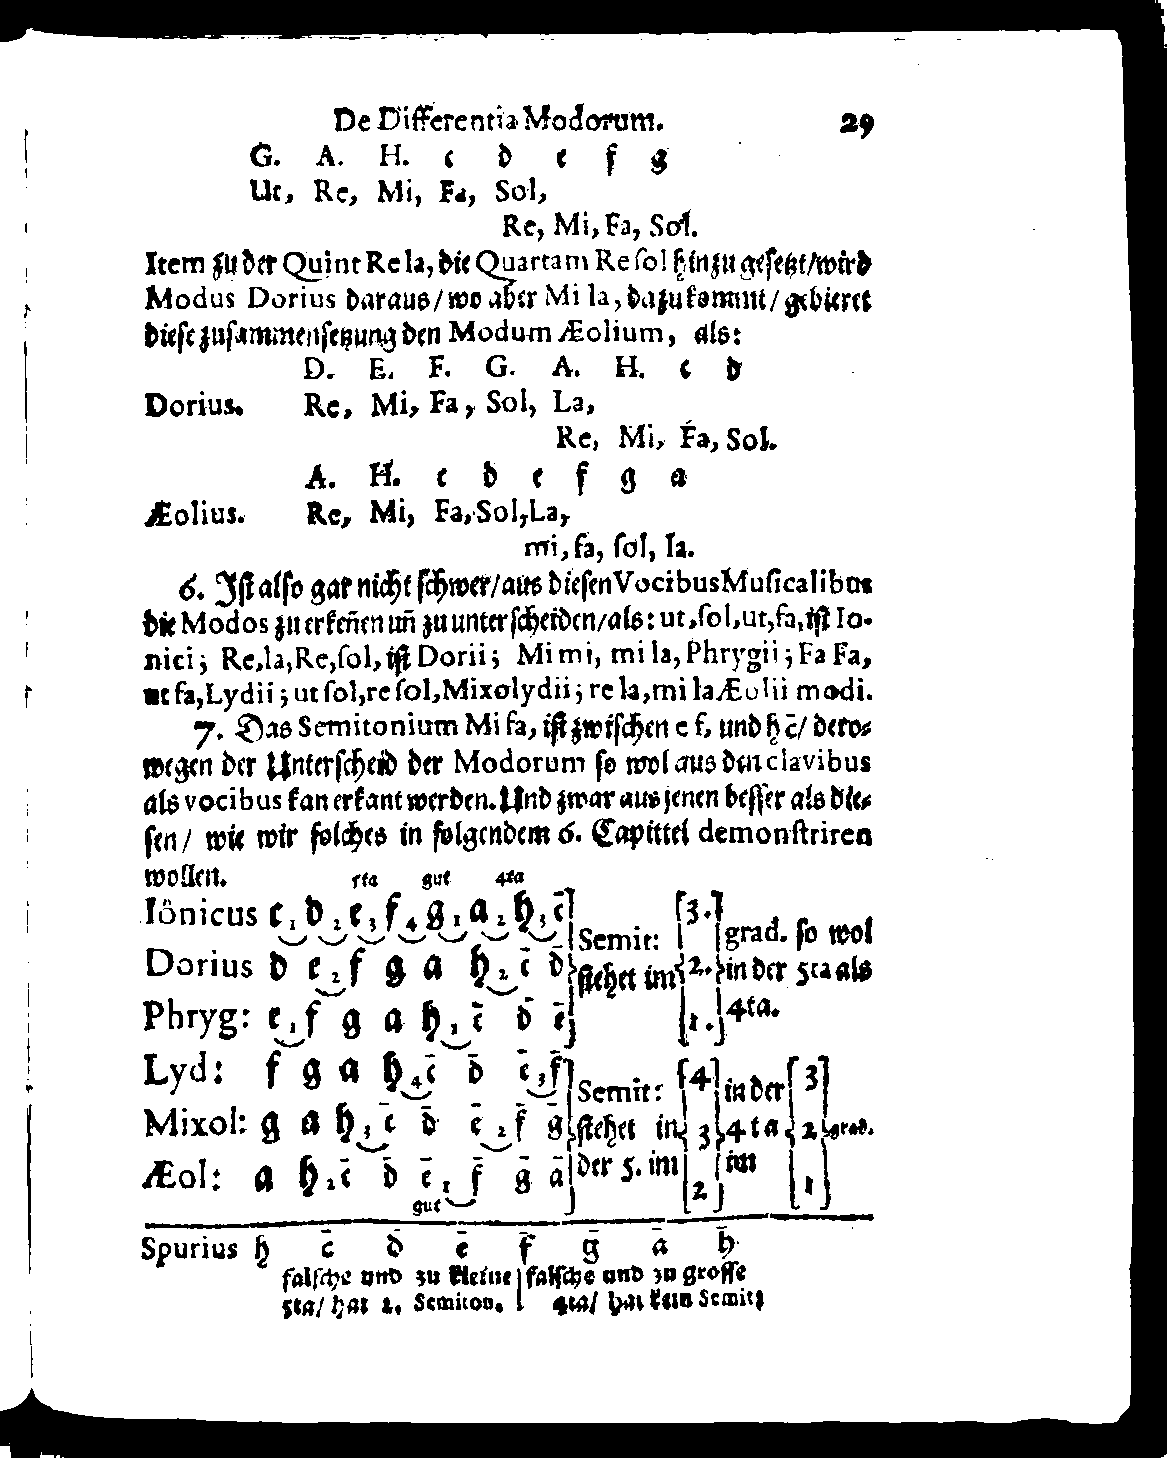 De Differentia Modorum. 29
G. A. H. c d e f g
Ut, Re, Mi, Fa, Sol,
Re, Mi, Fa, Sol.
Item zu der Quint Re la, die Quartam Re sol hinzu gesetzt/wird
Modus Dorius daraus/wo aber Mi la, dazukommt/gebieret
diese zusammensetzung den Modum Æolium, als:
D. E. F. G. A. H. c d
Dorius. Re, Mi, Fa, Sol, La,
Re, Mi, Fa, Sol.
A. H. c d e f g a
Æolius. Re, Mi, Fa, Sol, La,
mi, fa, sol, la.
6. Ist also gar nicht schwer/aus diesen Vocibus Musicalibus
die Modos zu erkeñen uñ zu unterscheiden/als: ut, sol, ut, fa, ist Io-
nici; Re, la, Re, sol, ist Dorii; Mi mi, mi la, Phrygii; Fa Fa,
ut fa, Lydii; ut sol, re sol, Mixolydii; re la, mi la Æolii modi.
7. Das Semitonium Mi fa, ist zwischen e f, und h c̄/ dero-
wegen der Unterscheid der Modorum so wol aus den clavibus
als vocibus kan erkant werden. Und zwar aus jenen besser als die-
sen/ wie wir solches in folgendem 6. Capittel demonstriren
wollen. 5ta gut 4ta
Iônicus c 1 d 2 e 3 f 4 g 1 a 2 h 3 c̄ Semit: 3. grad. so wol
Dorius d e 2 f g a h 2 c̄ d̄ stehet im 2. in der 5ta als
Phryg: e 1 f g a h 1 c̄ d̄ ē 1. 4ta.
Lyd: f g a h 4 c̄ d̄ ē 3 f̄ Semit: 4 in der 3
Mixol: g a h 3 c̄ d̄ ē 2 f̄ ḡ stehet in 3 4ta 2 grad.
Æol: a h 2 c̄ d̄ ē 1 f̄ ḡ ā der 5. im 2 im 1
gut
Spurius h c̄ d̄ ē f̄ ḡ ā h̄
falsche und zu kleine | falsche und zu grosse
5ta/ hat 2. Semiton. | 4ta/ hat kein Semit: